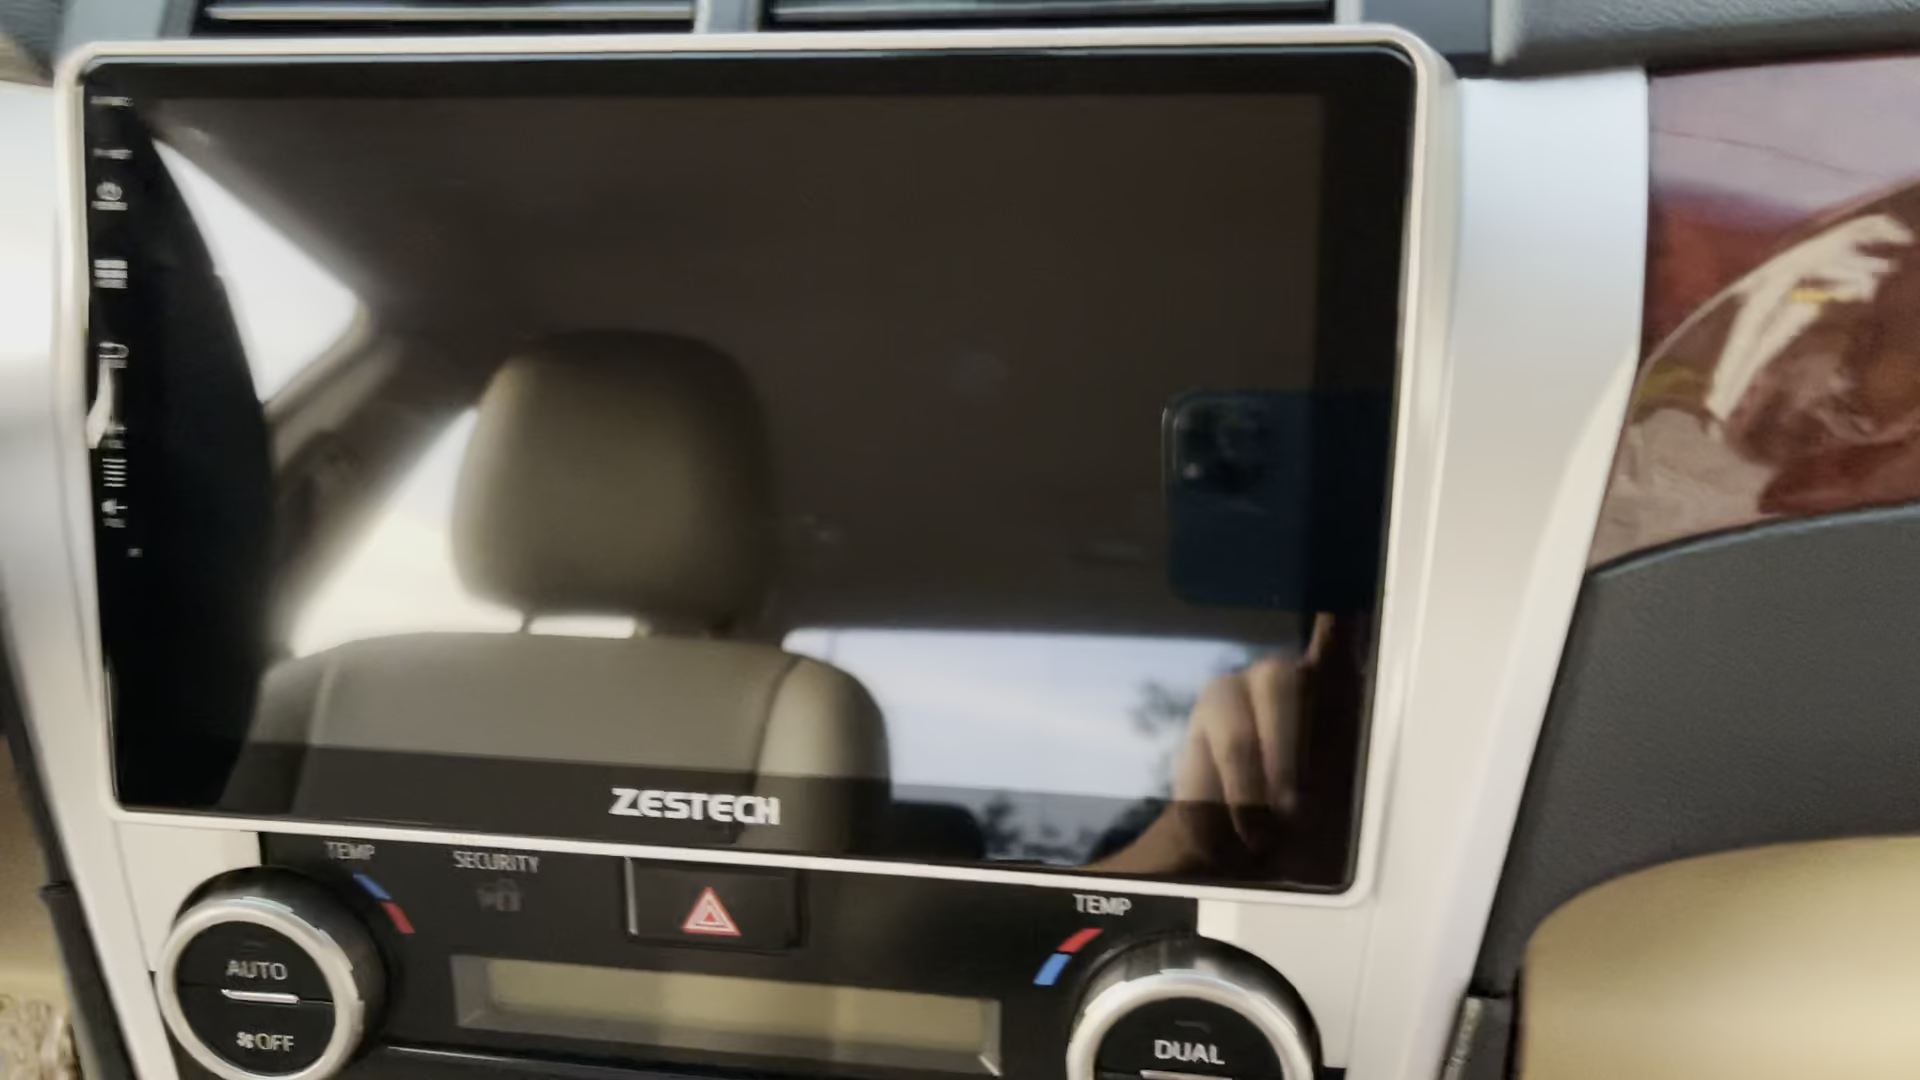 ZESTECH
TEMP
SECURITY
TEMP
AUTO
OFF
DUAL